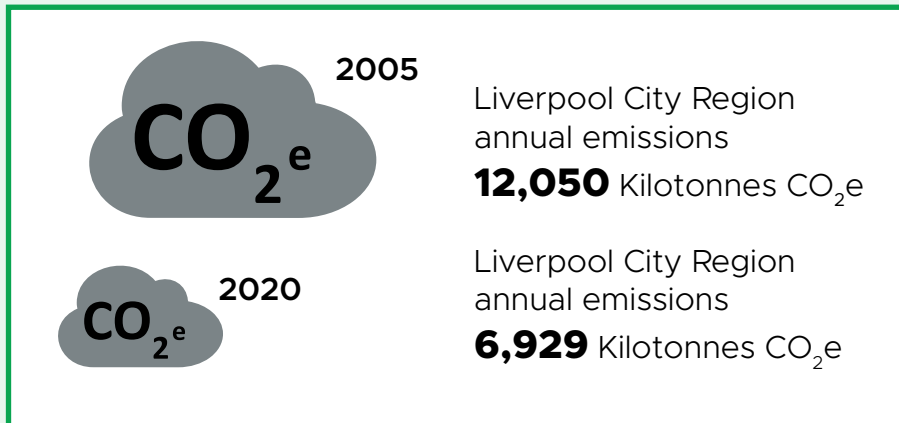 CO₂e
2005
Liverpool City Region
annual emissions
12,050 Kilotonnes CO₂e
CO₂e
2020
Liverpool City Region
annual emissions
6,929 Kilotonnes CO₂e